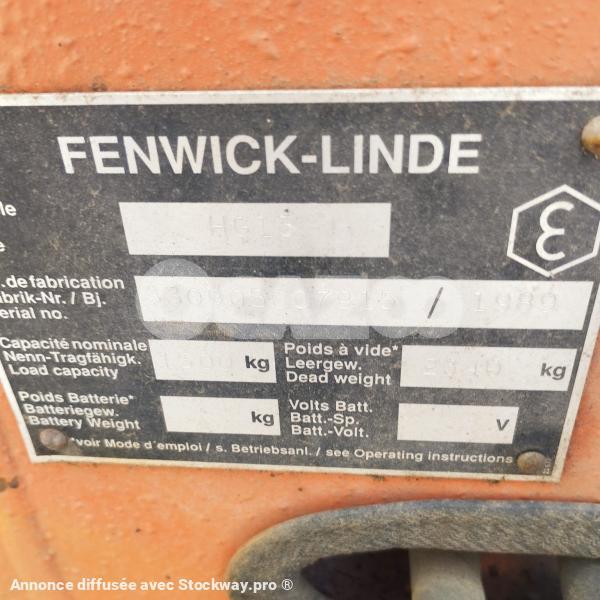 FENWICK-LINDE
le
e
.de fabrication
abrik-Nr. / Bj.
erial no.
/ 1989
Capacité nominale
Nenn-Tragfähigk.
Load capacity
kg
Poids à vide*
Leergew.
Dead weight
kg
Poids Batterie*
Batteriegew.
Battery Weight
kg
Volts Batt.
Batt.-Sp.
Batt.-Volt.
V
*voir Mode d'emploi / s. Betriebsanl. / see Operating instructions
Annonce diffusée avec Stockway.pro ®